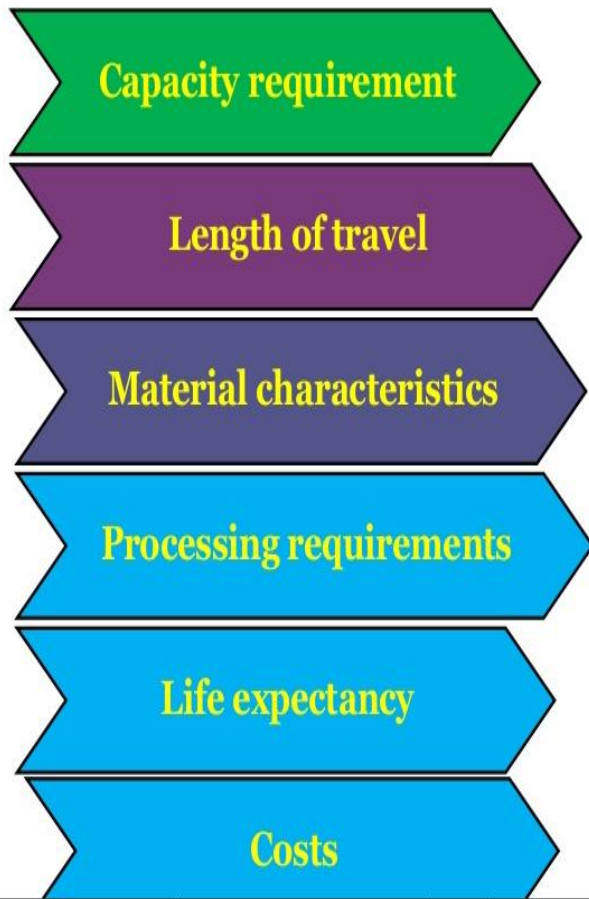 Capacity requirement
Length of travel
Material characteristics
Processing requirements
Life expectancy
Costs